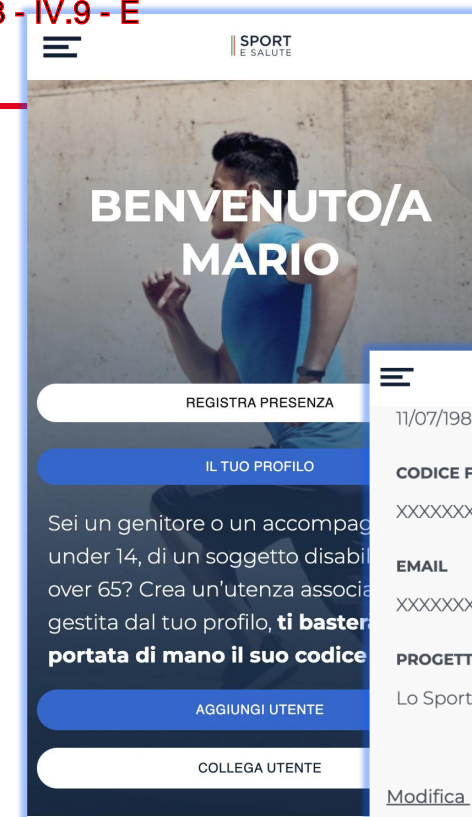 - IV.9 - E
SPORT
E SALUTE
BENVENUTO/A
MARIO
REGISTRA PRESENZA
IL TUO PROFILO
Sei un genitore o un accompag
under 14, di un soggetto disabil
over 65? Crea un'utenza associa
gestita dal tuo profilo, ti baster
portata di mano il suo codice
AGGIUNGI UTENTE
COLLEGA UTENTE
11/07/198
CODICE F
XXXXXXX
EMAIL
XXXXXXX
PROGETT
Lo Sport
Modifica